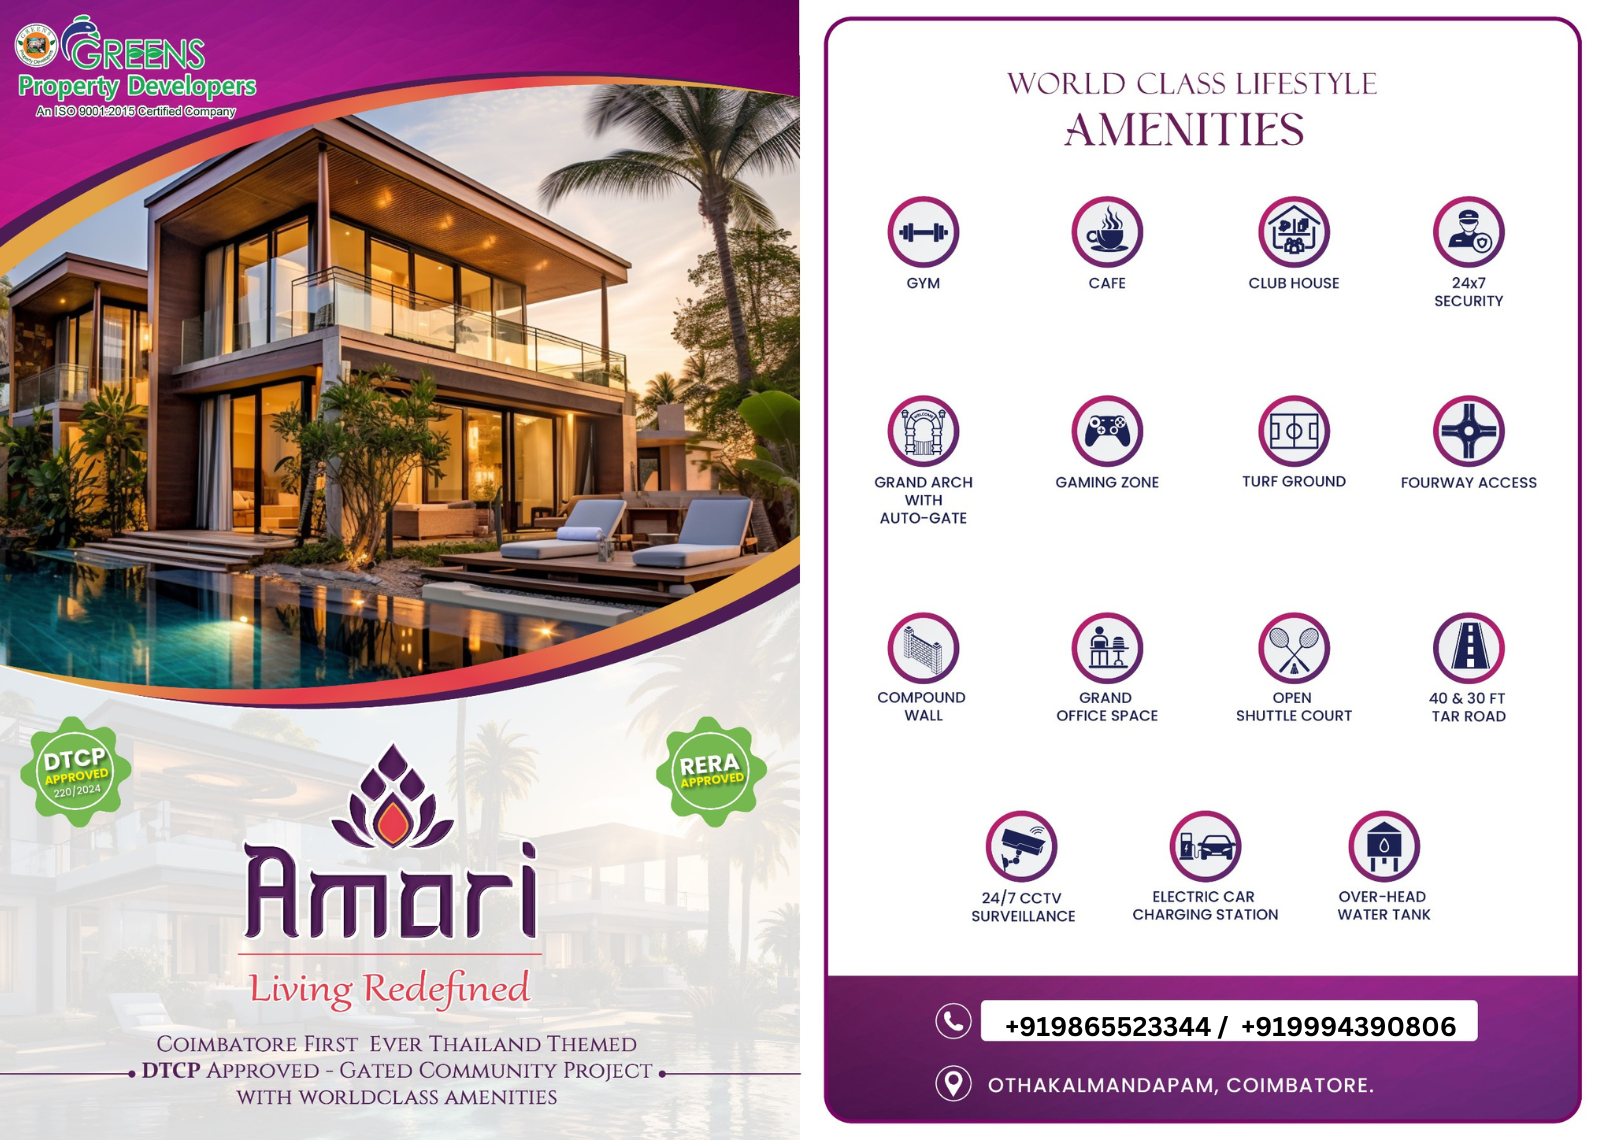 GREENS
Property Developers
An ISO 9001:2015 Certified Company
DTCP
APPROVED
220/2024
RERA
APPROVED
Amari
Living Redefined
COIMBATORE FIRST EVER THAILAND THEMED
DTCP APPROVED - GATED COMMUNITY PROJECT
WITH WORLDCLASS AMENITIES
WORLD CLASS LIFESTYLE
AMENITIES
GYM
CAFE
CLUB HOUSE
24x7
SECURITY
WELCOME
GRAND ARCH
WITH
AUTO-GATE
GAMING ZONE
TURF GROUND
FOURWAY ACCESS
COMPOUND
WALL
GRAND
OFFICE SPACE
OPEN
SHUTTLE COURT
40 & 30 FT
TAR ROAD
24/7 CCTV
SURVEILLANCE
ELECTRIC CAR
CHARGING STATION
OVER-HEAD
WATER TANK
+919865523344 / +919994390806
OTHAKALMANDAPAM, COIMBATORE.